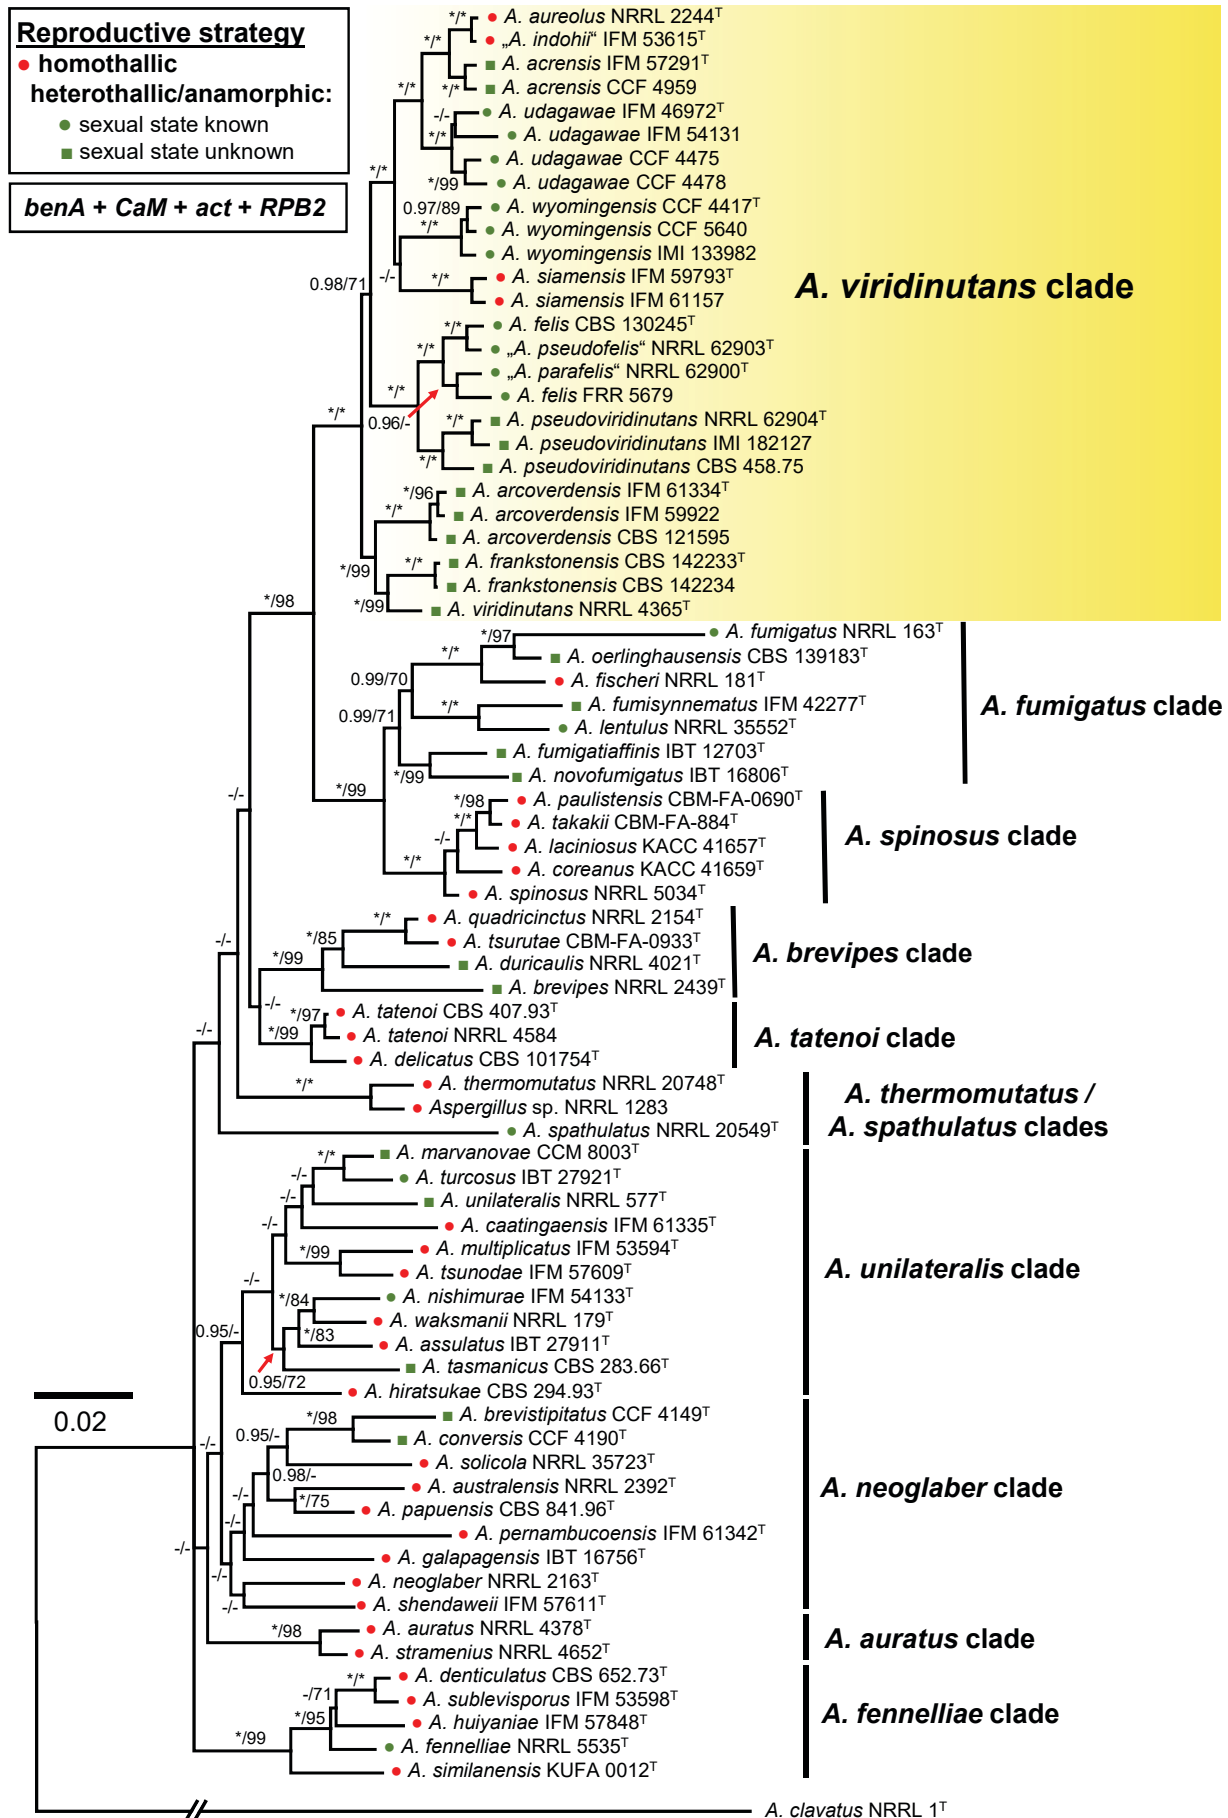 Reproductive strategy
homothallic
heterothallic/anamorphic:
sexual state known
sexual state unknown
benA + CaM + act + RPB2
*/* A. aureolus NRRL 2244T
*/* „A. indohii“ IFM 53615T
A. acrensis IFM 57291T
*/* A. acrensis CCF 4959
-/- A. udagawae IFM 46972T
*/* A. udagawae IFM 54131
*/* A. udagawae CCF 4475
*/99 A. udagawae CCF 4478
0.97/89 A. wyomingensis CCF 4417T
*/* A. wyomingensis CCF 5640
A. wyomingensis IMI 133982
-/- */* A. siamensis IFM 59793T
0.98/71 A. viridinutans clade
A. siamensis IFM 61157
*/* A. felis CBS 130245T
*/* „A. pseudofelis“ NRRL 62903T
„A. parafelis“ NRRL 62900T
*/* A. felis FRR 5679
*/* 0.96/- */* A. pseudoviridinutans NRRL 62904T
A. pseudoviridinutans IMI 182127
*/* A. pseudoviridinutans CBS 458.75
*/96 A. arcoverdensis IFM 61334T
*/* A. arcoverdensis IFM 59922
A. arcoverdensis CBS 121595
*/99 */* A. frankstonensis CBS 142233T
A. frankstonensis CBS 142234
*/98 */99 A. viridinutans NRRL 4365T
*/97 A. fumigatus NRRL 163T
*/* A. oerlinghausensis CBS 139183T
0.99/70 A. fischeri NRRL 181T
*/* A. fumisynnematus IFM 42277T
A. fumigatus clade
0.99/71 A. lentulus NRRL 35552T
A. fumigatiaffinis IBT 12703T
*/99 */99 A. novofumigatus IBT 16806T
-/- */98 A. paulistensis CBM-FA-0690T
*/* A. takakii CBM-FA-884T
-/- A. laciniosus KACC 41657T
A. spinosus clade
*/* A. coreanus KACC 41659T
A. spinosus NRRL 5034T
*/* A. quadricinctus NRRL 2154T
-/- */85 A. tsurutae CBM-FA-0933T
*/99 A. duricaulis NRRL 4021T
A. brevipes clade
A. brevipes NRRL 2439T
-/- */97 A. tatenoi CBS 407.93T
-/- */99 A. tatenoi NRRL 4584
A. tatenoi clade
A. delicatus CBS 101754T
*/* A. thermomutatus NRRL 20748T
Aspergillus sp. NRRL 1283
A. spathulatus NRRL 20549T
A. thermomutatus /
A. spathulatus clades
*/* A. marvanovae CCM 8003T
-/- A. turcosus IBT 27921T
-/- A. unilateralis NRRL 577T
-/- A. caatingaensis IFM 61335T
*/99 A. multiplicatus IFM 53594T
A. unilateralis clade
-/- A. tsunodae IFM 57609T
*/84 A. nishimurae IFM 54133T
0.95/- A. waksmanii NRRL 179T
*/83 A. assulatus IBT 27911T
0.95/72 A. tasmanicus CBS 283.66T
A. hiratsukae CBS 294.93T
0.02
*/98 A. brevistipitatus CCF 4149T
-/- 0.95/- A. conversis CCF 4190T
A. solicola NRRL 35723T
0.98/- A. australensis NRRL 2392T
A. neoglaber clade
-/- */75 A. papuensis CBS 841.96T
-/- A. pernambucoensis IFM 61342T
-/- A. galapagensis IBT 16756T
-/- A. neoglaber NRRL 2163T
-/- A. shendaweii IFM 57611T
*/98 A. auratus NRRL 4378T
A. auratus clade
A. stramenius NRRL 4652T
*/* A. denticulatus CBS 652.73T
-/71 A. sublevisporus IFM 53598T
*/95 A. huiyaniae IFM 57848T
A. fennelliae clade
*/99 A. fennelliae NRRL 5535T
A. similanensis KUFA 0012T
A. clavatus NRRL 1T